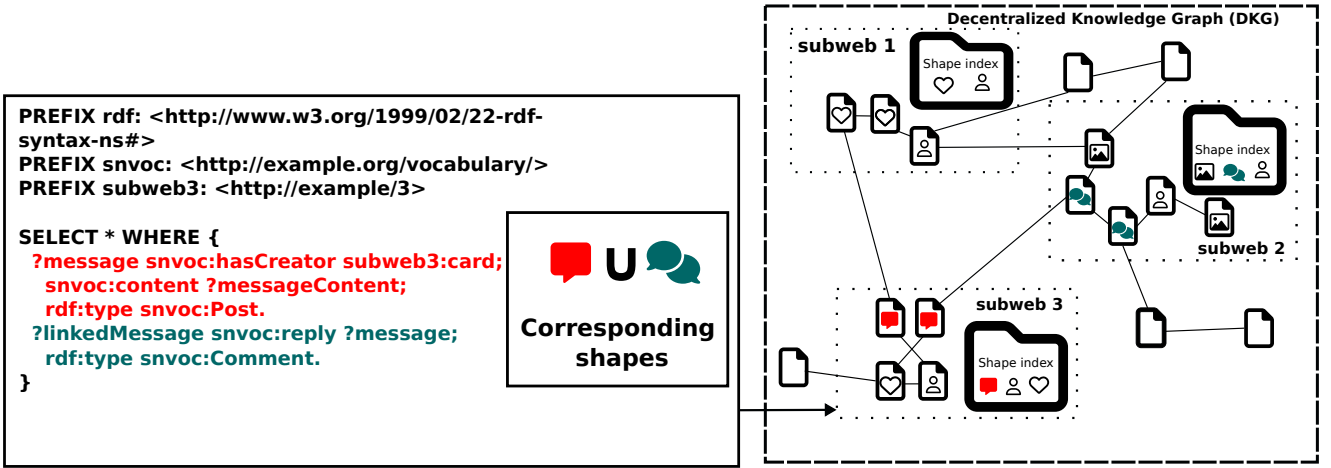 PREFIX rdf: <http://www.w3.org/1999/02/22-rdf-
syntax-ns#>
PREFIX snvoc: <http://example.org/vocabulary/>
PREFIX subweb3: <http://example/3>
SELECT * WHERE {
?message snvoc:hasCreator subweb3:card;
snvoc:content ?messageContent;
rdf:type snvoc:Post.
?linkedMessage snvoc:reply ?message;
rdf:type snvoc:Comment.
}
U
Corresponding
shapes
Decentralized Knowledge Graph (DKG)
subweb 1
Shape index
Shape index
subweb 2
subweb 3
Shape index